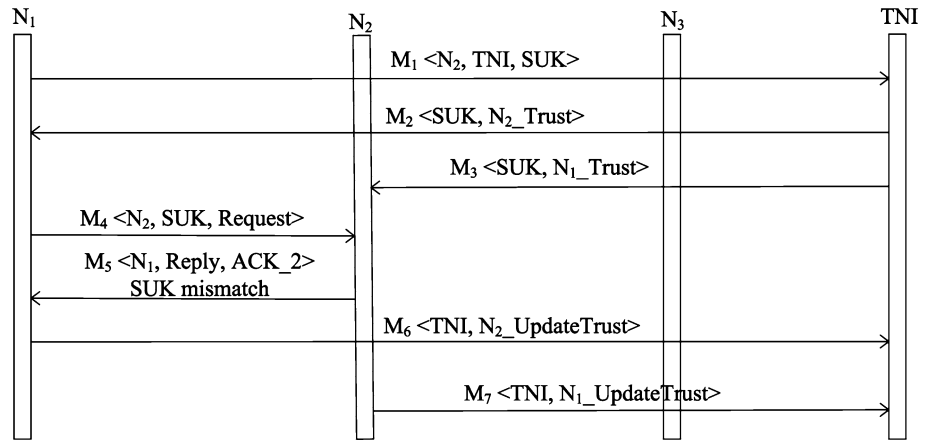 N₁ N₂ N₃ TNI
M₁ <N₂, TNI, SUK>
M₂ <SUK, N₂_Trust>
M₃ <SUK, N₁_Trust>
M₄ <N₂, SUK, Request>
M₅ <N₁, Reply, ACK_2>
SUK mismatch
M₆ <TNI, N₂_UpdateTrust>
M₇ <TNI, N₁_UpdateTrust>